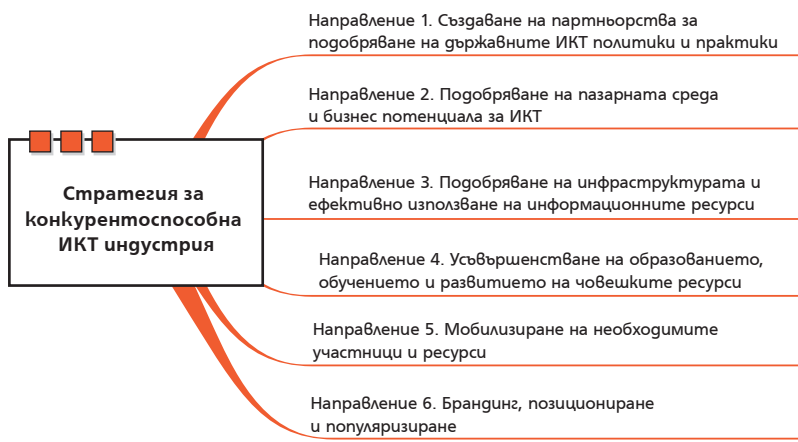 Направление 1. Създаване на партньорства за
подобряване на държавните ИКТ политики и практики
Направление 2. Подобряване на пазарната среда
и бизнес потенциала за ИКТ
Стратегия за
конкурентоспособна
ИКТ индустрия
Направление 3. Подобряване на инфраструктурата и
ефективно използване на информационните ресурси
Направление 4. Усъвършенстване на образованието,
обучението и развитието на човешките ресурси
Направление 5. Мобилизиране на необходимите
участници и ресурси
Направление 6. Брандинг, позициониране
и популяризиране